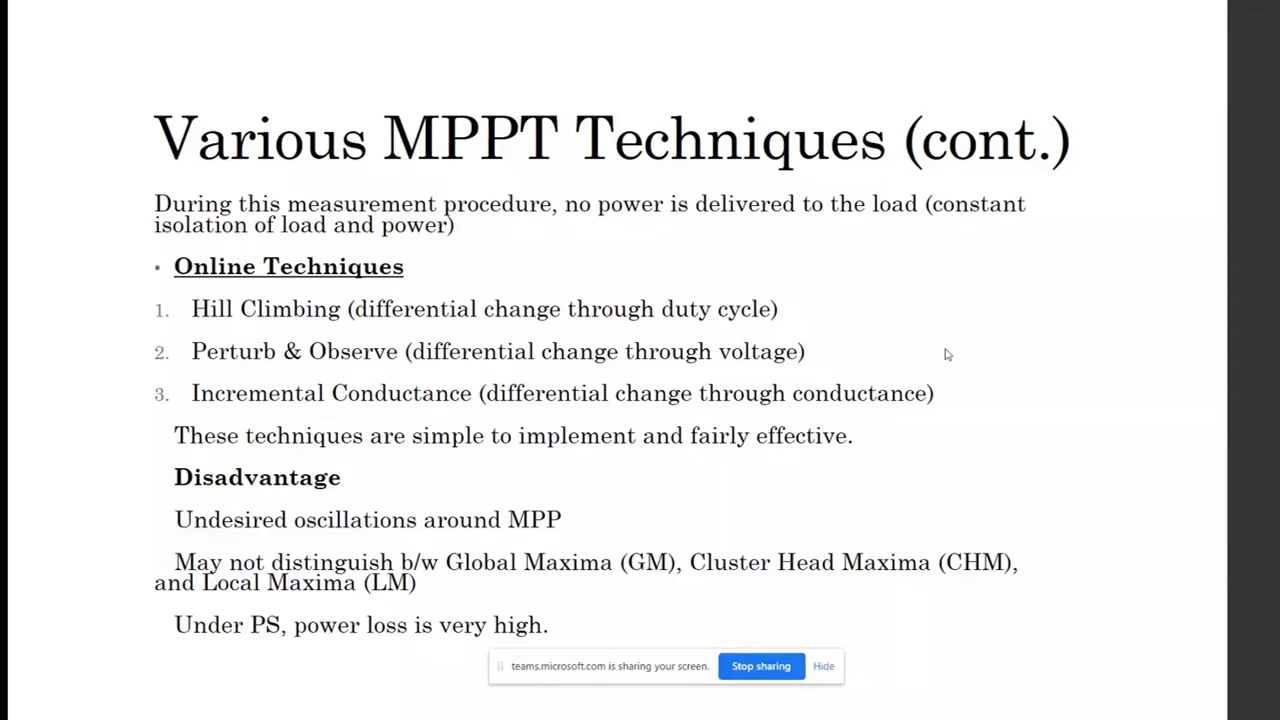 Various MPPT Techniques (cont.)
During this measurement procedure, no power is delivered to the load (constant
isolation of load and power)
• Online Techniques
1. Hill Climbing (differential change through duty cycle)
2. Perturb & Observe (differential change through voltage)
3. Incremental Conductance (differential change through conductance)
These techniques are simple to implement and fairly effective.
Disadvantage
Undesired oscillations around MPP
May not distinguish b/w Global Maxima (GM), Cluster Head Maxima (CHM),
and Local Maxima (LM)
Under PS, power loss is very high.
teams.microsoft.com is sharing your screen. Stop sharing Hide